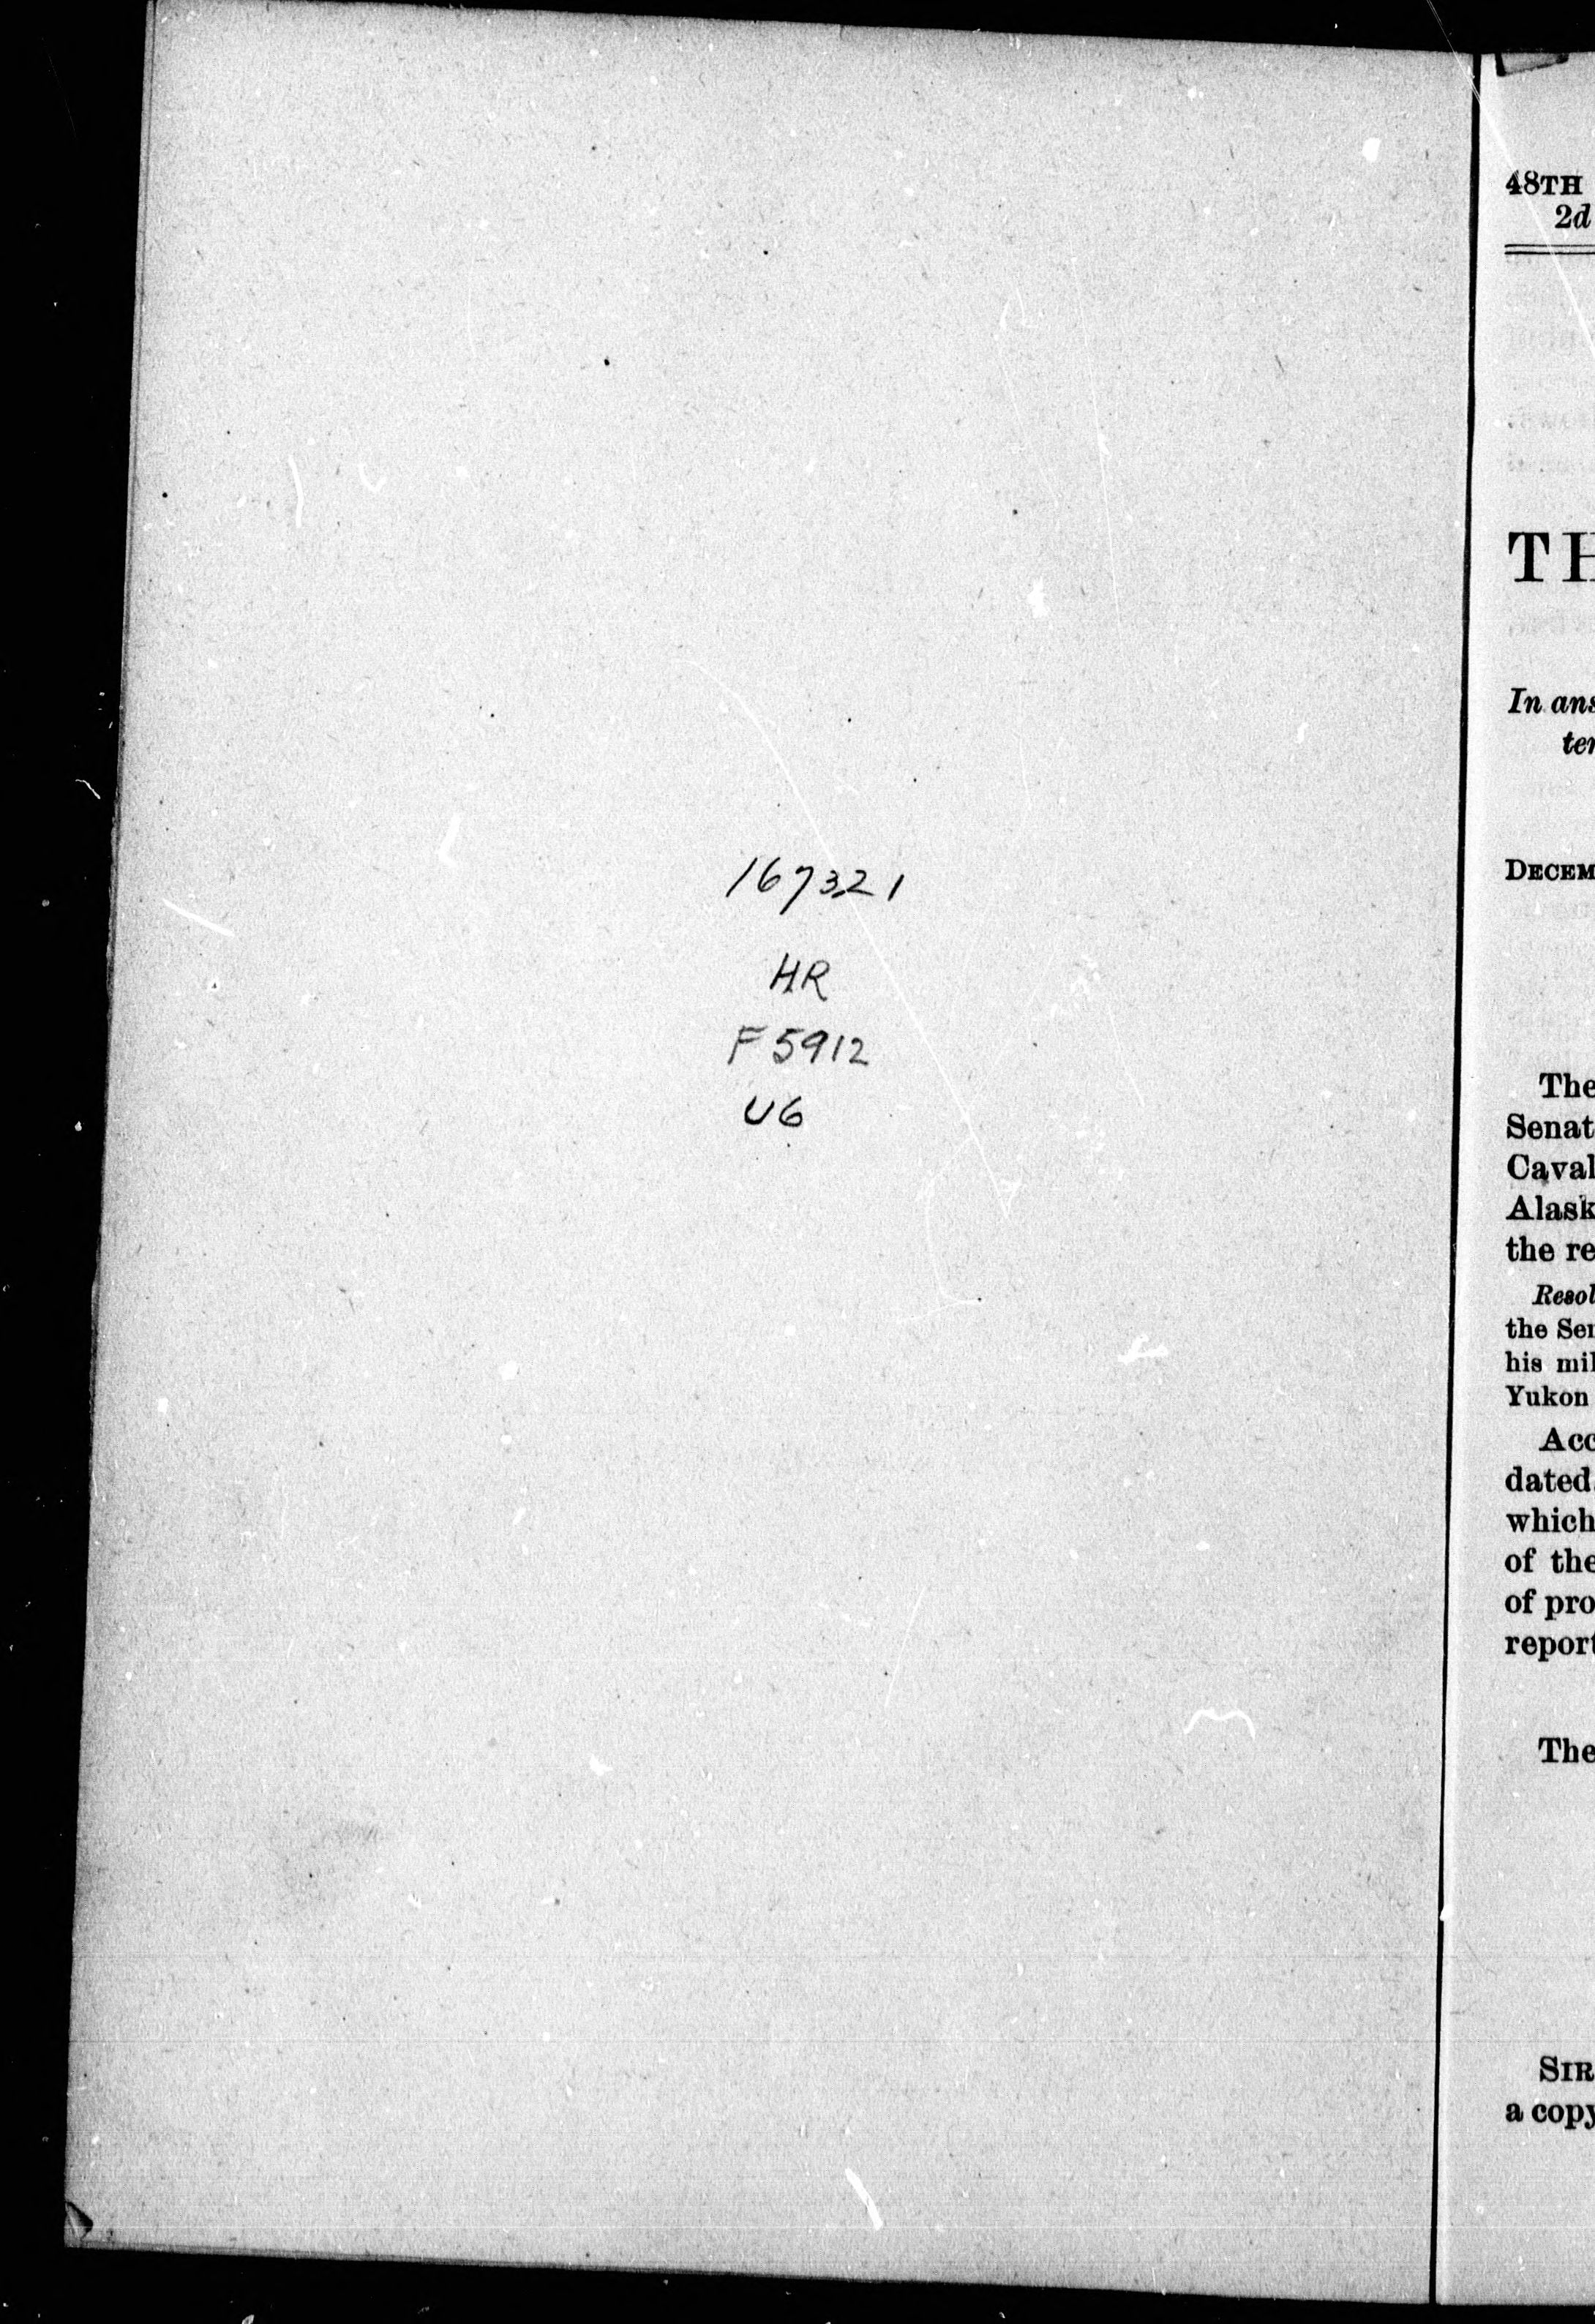 167321
HR
F5912
U6
48TH
2d
TH
In ans
ter
DECEM
The
Senat
Caval
Alask
the re
Resol
the Sen
his mil
Yukon
Acc
dated
which
of the
of pro
report
The
SIR
a copy